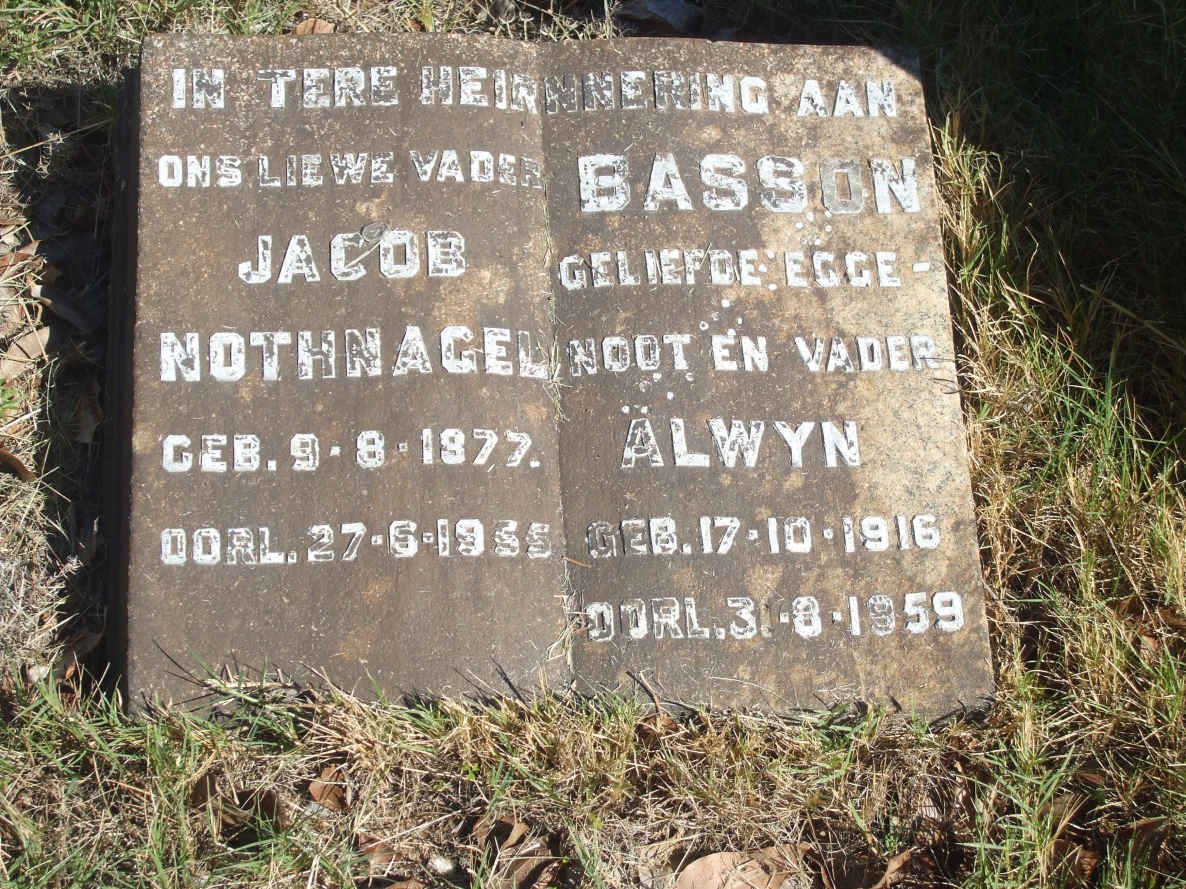 IN TERE HEIRNNERING AAN
ONS LIEWE VADER
JACOB
NOTHNAGEL
GEB. 9·8·1877.
OORL. 27·6·1955
BASSON
GELIEFDE EGGE-
NOOT EN VADER
ALWYN
GEB. 17·10·1916
OORL. 31·8·1959